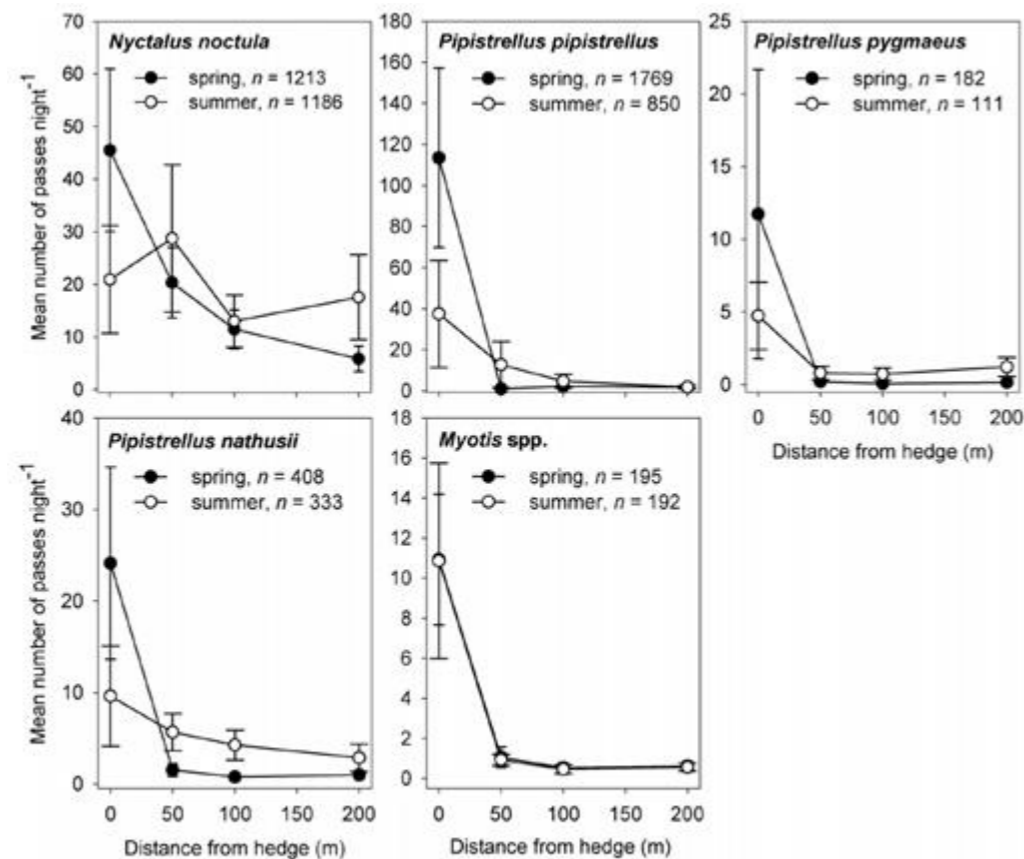 Nyctalus noctula
spring, n = 1213
summer, n = 1186
70
60
50
40
30
20
10
0
Mean number of passes night-1
Pipistrellus pipistrellus
spring, n = 1769
summer, n = 850
180
160
140
120
100
80
60
40
20
0
Pipistrellus pygmaeus
spring, n = 182
summer, n = 111
25
20
15
10
5
0
0 50 100 200
Distance from hedge (m)
Pipistrellus nathusii
spring, n = 408
summer, n = 333
40
30
20
10
0
Mean number of passes night-1
0 50 100 200
Distance from hedge (m)
Myotis spp.
spring, n = 195
summer, n = 192
18
16
14
12
10
8
6
4
2
0
0 50 100 200
Distance from hedge (m)